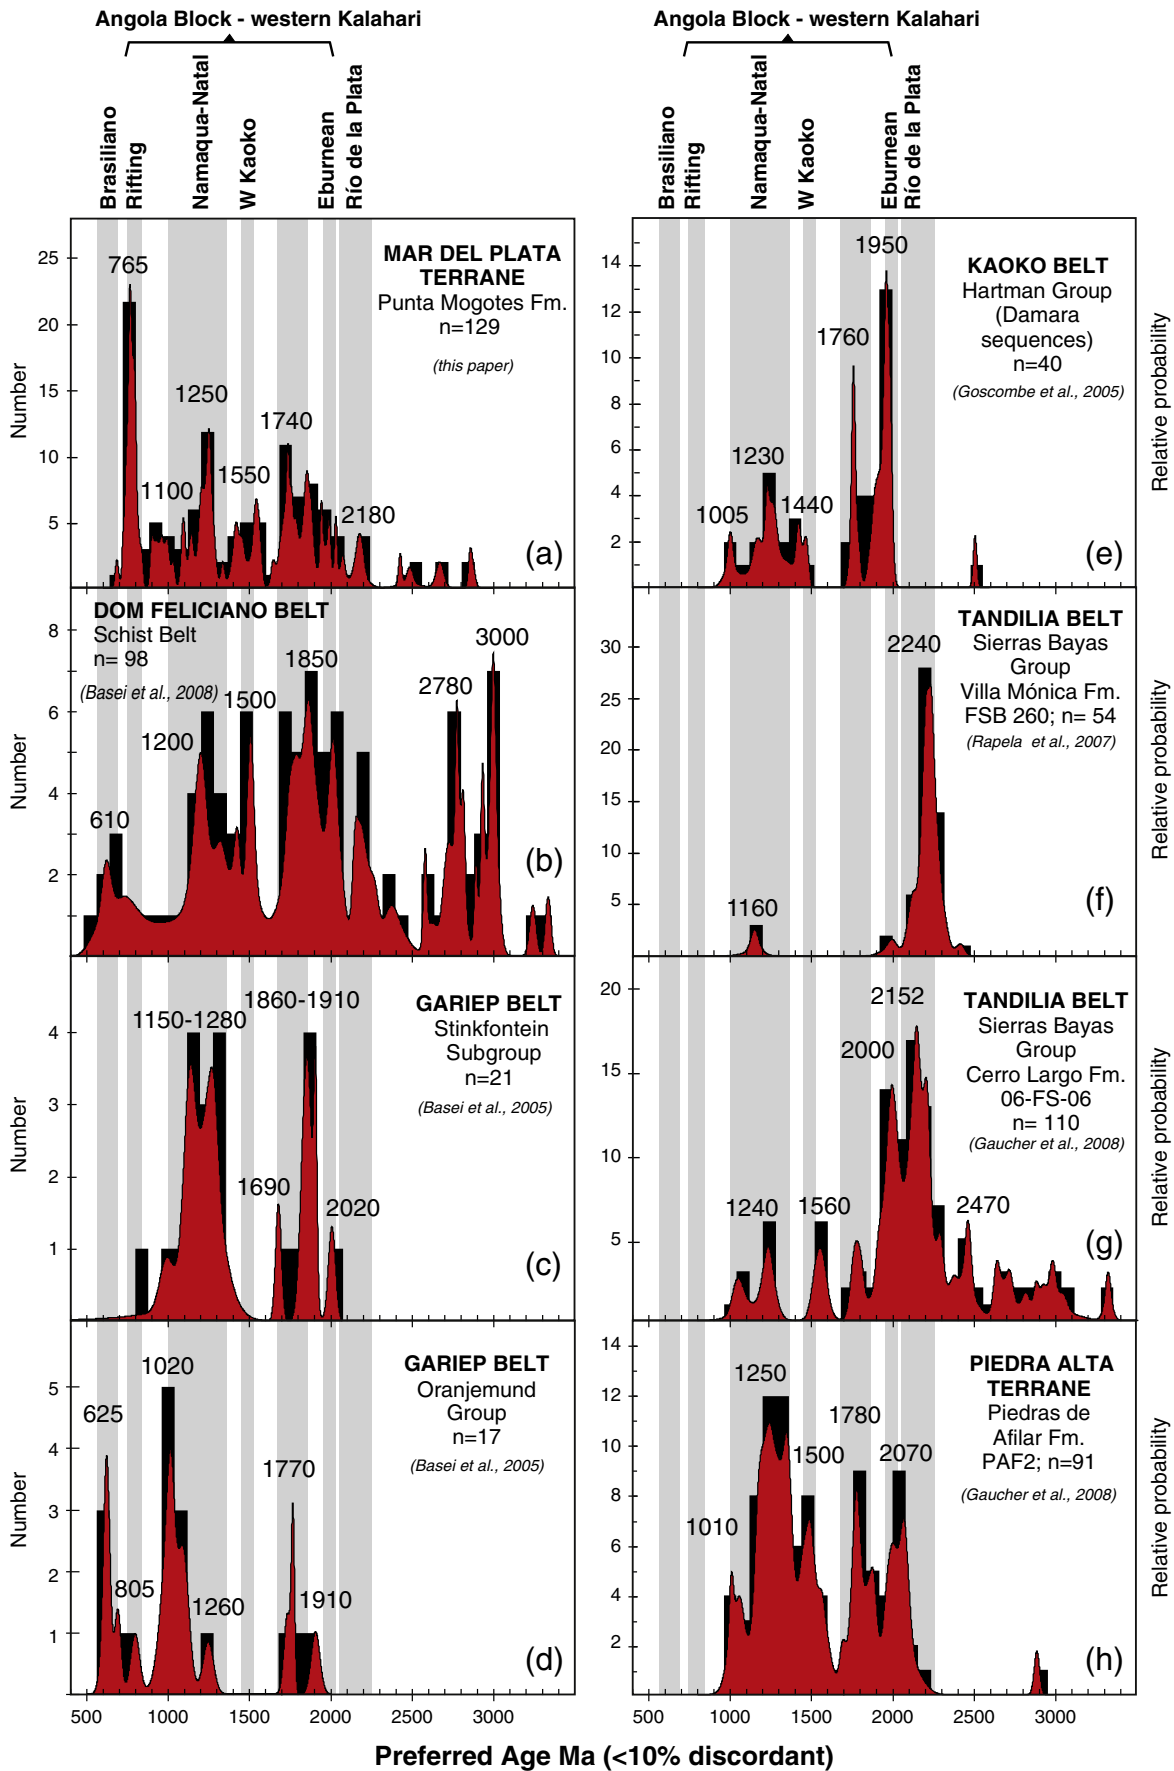 Angola Block - western Kalahari
Brasiliano
Rifting
Namaqua-Natal
W Kaoko
Eburnean
Río de la Plata
Angola Block - western Kalahari
Brasiliano
Rifting
Namaqua-Natal
W Kaoko
Eburnean
Río de la Plata
Number
25
20
15
10
5
765
1100
1250
1550
1740
2180
MAR DEL PLATA
TERRANE
Punta Mogotes Fm.
n=129
(this paper)
(a)
Number
8
6
4
2
DOM FELICIANO BELT
Schist Belt
n= 98
(Basei et al., 2008)
610
1200
1500
1850
2780
3000
(b)
Number
4
3
2
1
1150-1280
1860-1910
1690
2020
GARIEP BELT
Stinkfontein
Subgroup
n=21
(Basei et al., 2005)
(c)
Number
5
4
3
2
1
625
805
1020
1260
1770
1910
GARIEP BELT
Oranjemund
Group
n=17
(Basei et al., 2005)
(d)
500 1000 1500 2000 2500 3000
14
12
10
8
6
4
2
1005
1230
1440
1760
1950
KAOKO BELT
Hartman Group
(Damara
sequences)
n=40
(Goscombe et al., 2005)
(e)
Relative probability
30
25
20
15
10
5
1160
2240
TANDILIA BELT
Sierras Bayas
Group
Villa Mónica Fm.
FSB 260; n= 54
(Rapela et al., 2007)
(f)
Relative probability
20
15
10
5
1240
1560
2000
2152
2470
TANDILIA BELT
Sierras Bayas
Group
Cerro Largo Fm.
06-FS-06
n= 110
(Gaucher et al., 2008)
(g)
Relative probability
14
12
10
8
6
4
2
1010
1250
1500
1780
2070
PIEDRA ALTA
TERRANE
Piedras de
Afilar Fm.
PAF2; n=91
(Gaucher et al., 2008)
(h)
Relative probability
500 1000 1500 2000 2500 3000
Preferred Age Ma (<10% discordant)